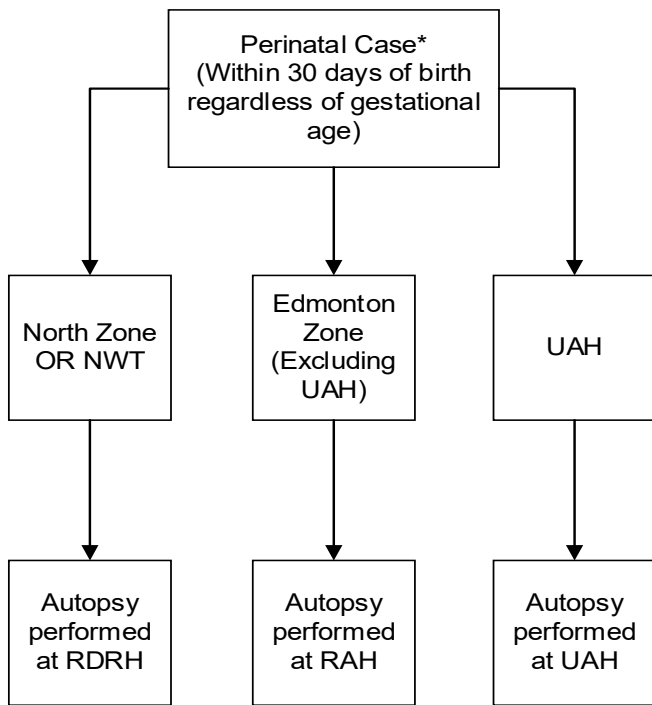 Perinatal Case*
(Within 30 days of birth
regardless of gestational
age)
North Zone
OR NWT
Edmonton
Zone
(Excluding
UAH)
UAH
Autopsy
performed
at RDRH
Autopsy
performed
at RAH
Autopsy
performed
at UAH